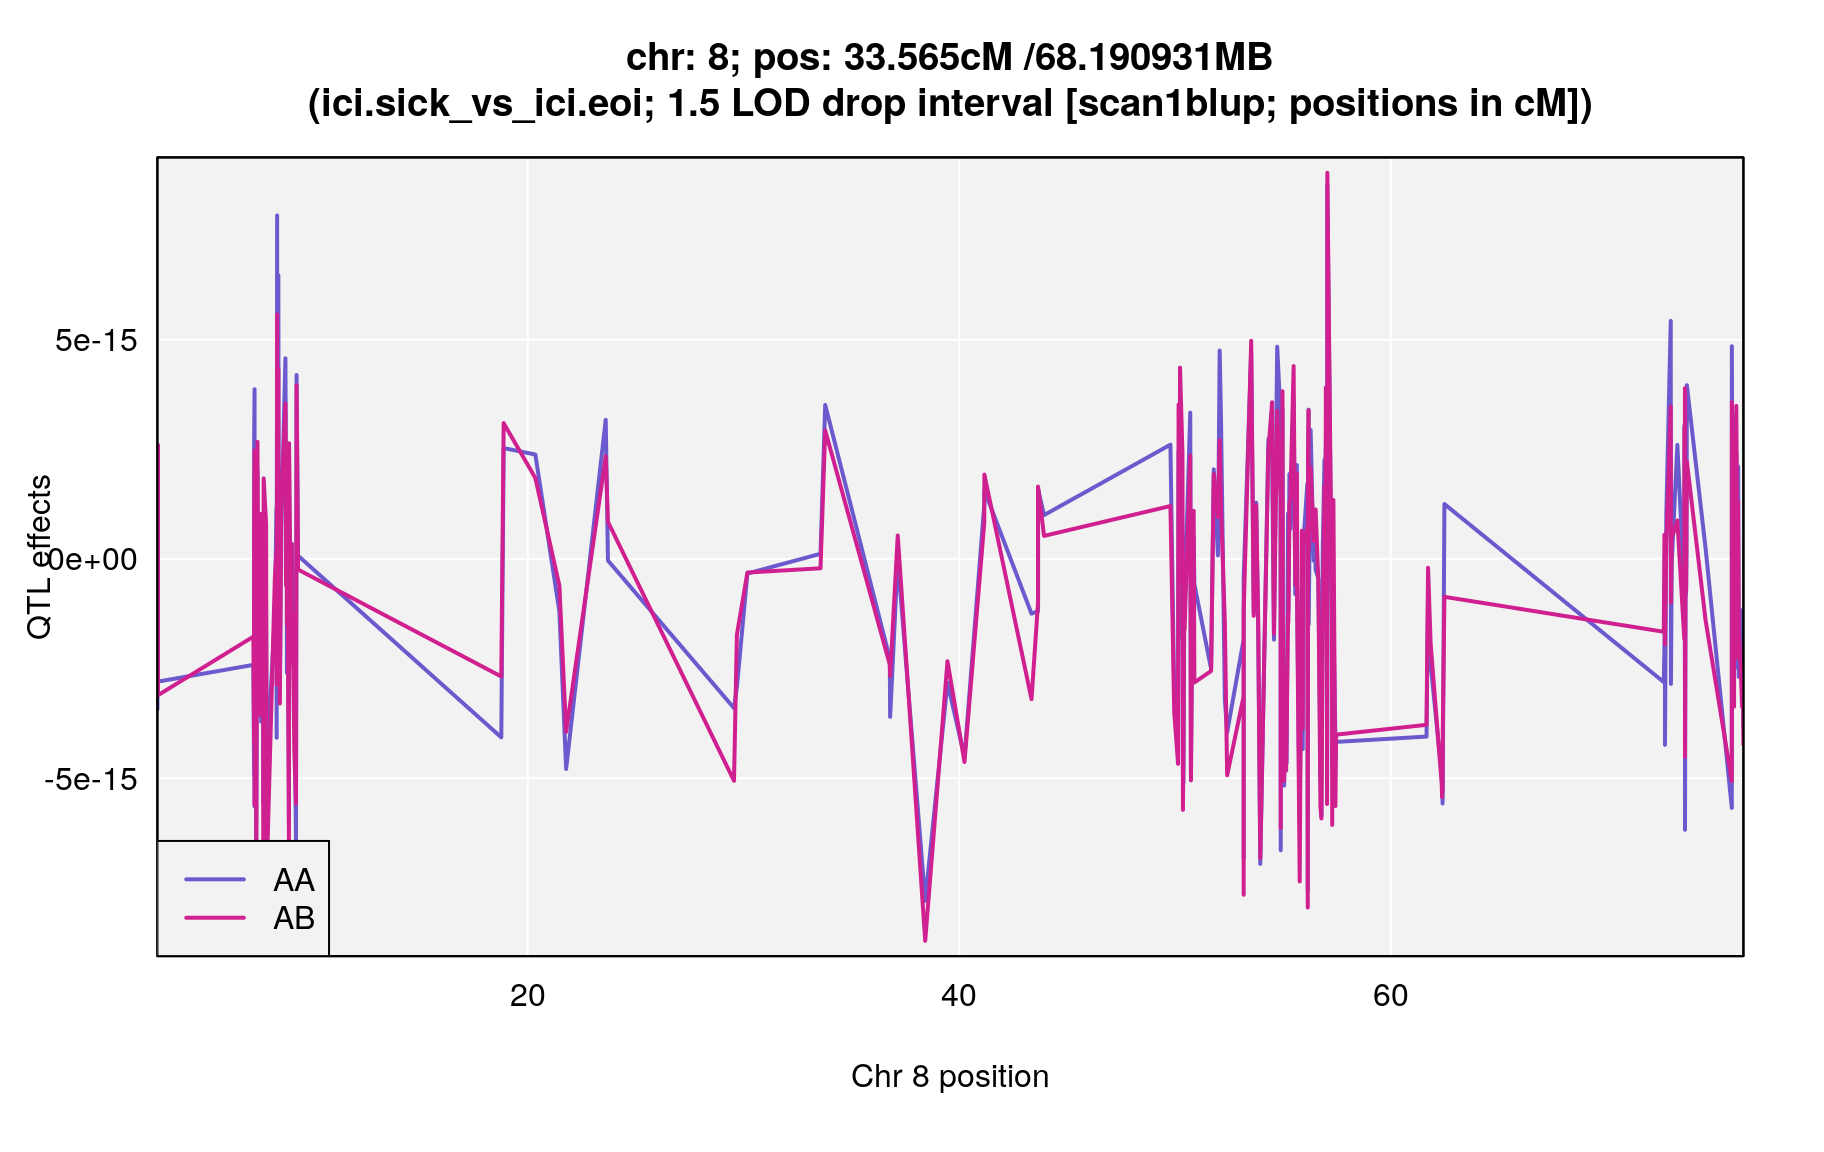 chr: 8; pos: 33.565cM /68.190931MB
(ici.sick_vs_ici.eoi; 1.5 LOD drop interval [scan1blup; positions in cM])
QTL effects
5e-15
0e+00
-5e-15
AA
AB
20 40 60
Chr 8 position